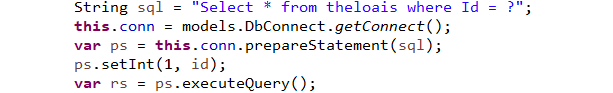 String sql = "Select * from theloais where Id = ?";
this.conn = models.DbConnect.getConnect();
var ps = this.conn.prepareStatement(sql);
ps.setInt(1, id);
var rs = ps.executeQuery();